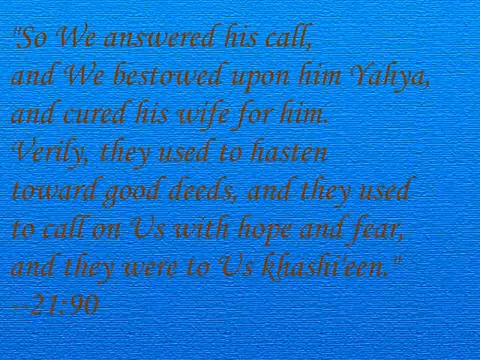 "So We answered his call,
and We bestowed upon him Yahya,
and cured his wife for him.
Verily, they used to hasten
toward good deeds, and they used
to call on Us with hope and fear,
and they were to Us khashi'een."
--21:90